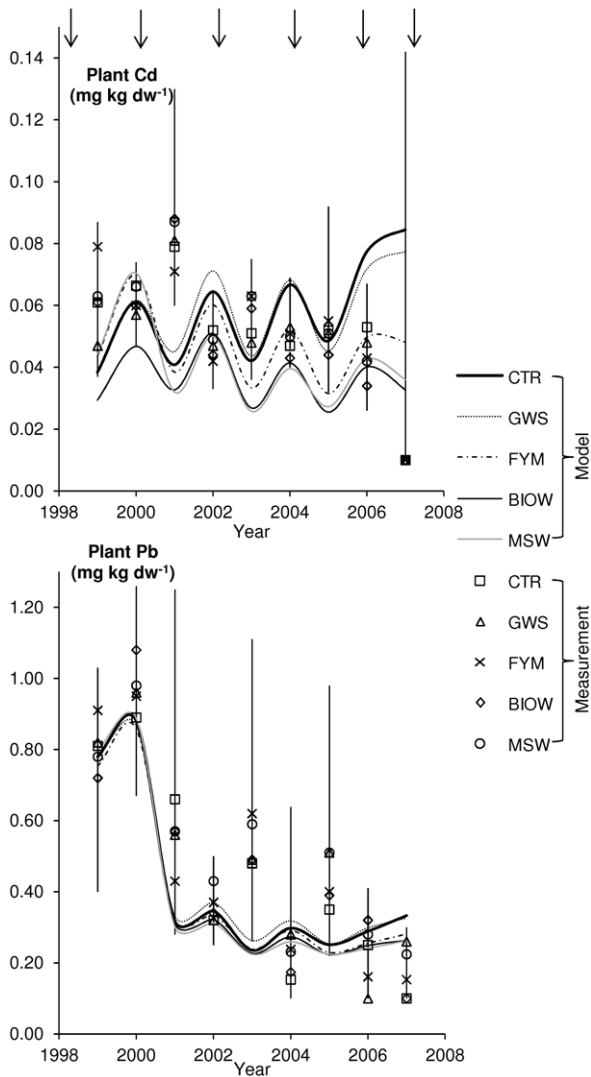 Plant Cd
(mg kg dw⁻¹)
0.14
0.12
0.10
0.08
0.06
0.04
0.02
0.00
1998 2000 2002 2004 2006 2008
Year
CTR
GWS
FYM
BIOW
MSW
Model
Plant Pb
(mg kg dw⁻¹)
1.20
1.00
0.80
0.60
0.40
0.20
0.00
1998 2000 2002 2004 2006 2008
Year
CTR
GWS
FYM
BIOW
MSW
Measurement